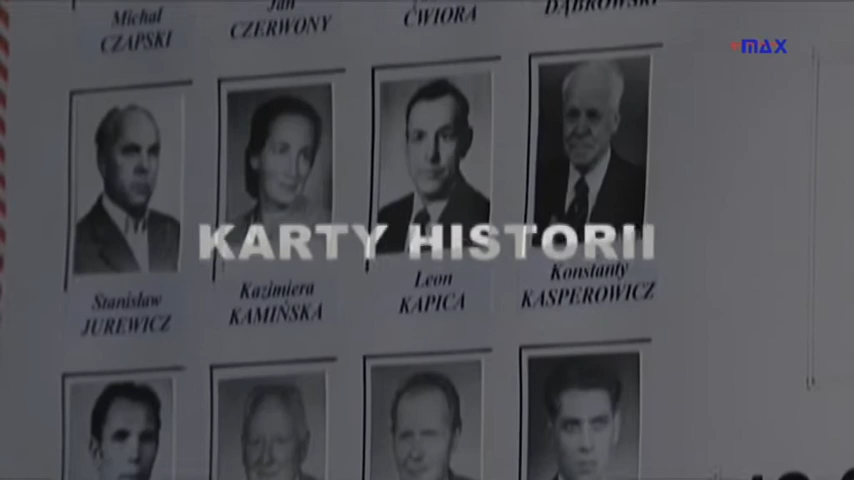 Michał
CZAPSKI
Jan
CZERWONY
ĆWIORA
DĄBROWSKI
+MAX
KARTY HISTORII
Stanisław
JUREWICZ
Kazimiera
KAMIŃSKA
Leon
KAPICA
Konstanty
KASPEROWICZ